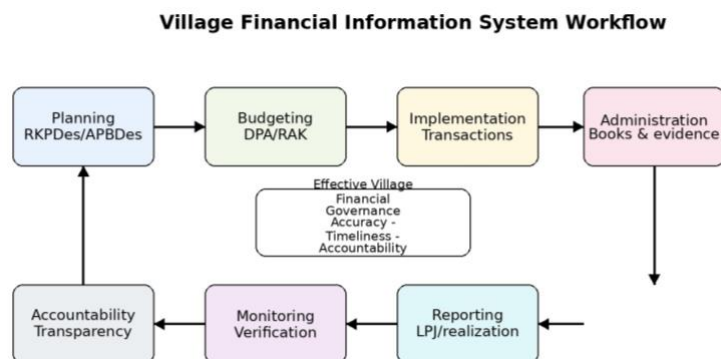 Village Financial Information System Workflow
Planning
RKPDes/APBDes
Budgeting
DPA/RAK
Implementation
Transactions
Administration
Books & evidence
Effective Village
Financial
Governance
Accuracy -
Timeliness -
Accountability
Accountability
Transparency
Monitoring
Verification
Reporting
LPJ/realization